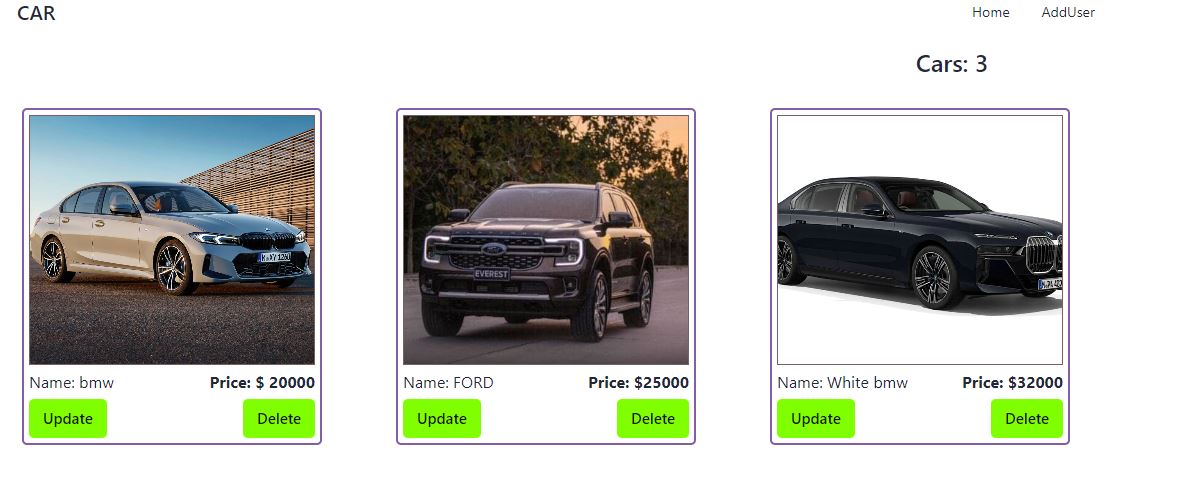 CAR
Home AddUser
Cars: 3
EVEREST
Name: bmw Price: $ 20000
Update Delete
Name: FORD Price: $25000
Update Delete
Name: White bmw Price: $32000
Update Delete